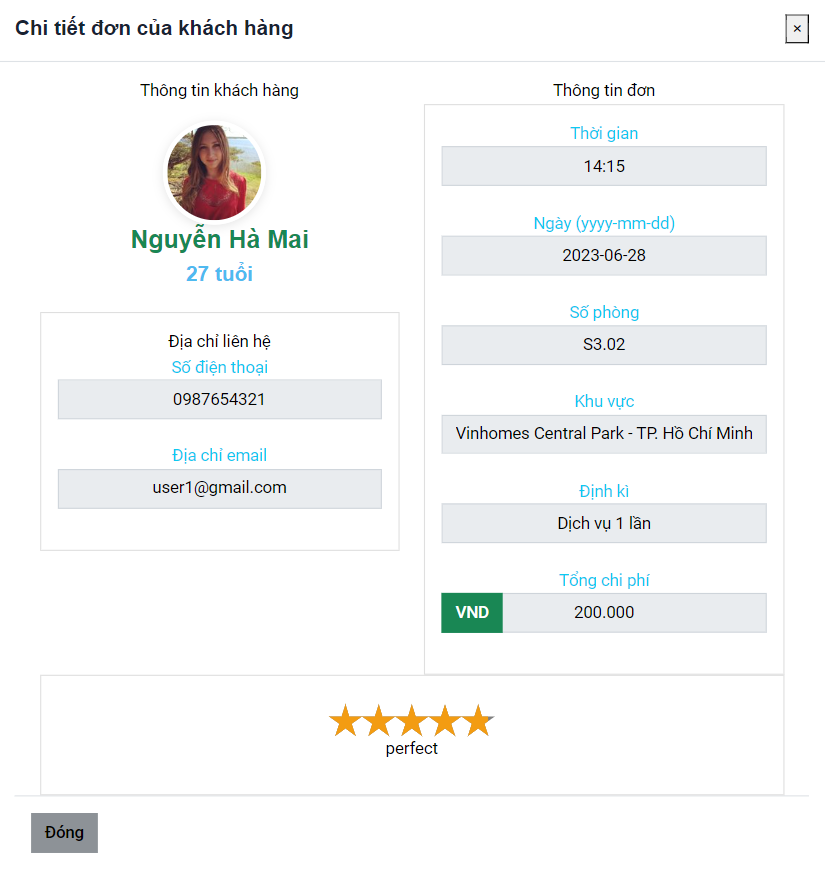 Chi tiết đơn của khách hàng
×
Thông tin khách hàng
Nguyễn Hà Mai
27 tuổi
Địa chỉ liên hệ
Số điện thoại
0987654321
Địa chỉ email
user1@gmail.com
Thông tin đơn
Thời gian
14:15
Ngày (yyyy-mm-dd)
2023-06-28
Số phòng
S3.02
Khu vực
Vinhomes Central Park - TP. Hồ Chí Minh
Định kì
Dịch vụ 1 lần
Tổng chi phí
VND 200.000
perfect
Đóng